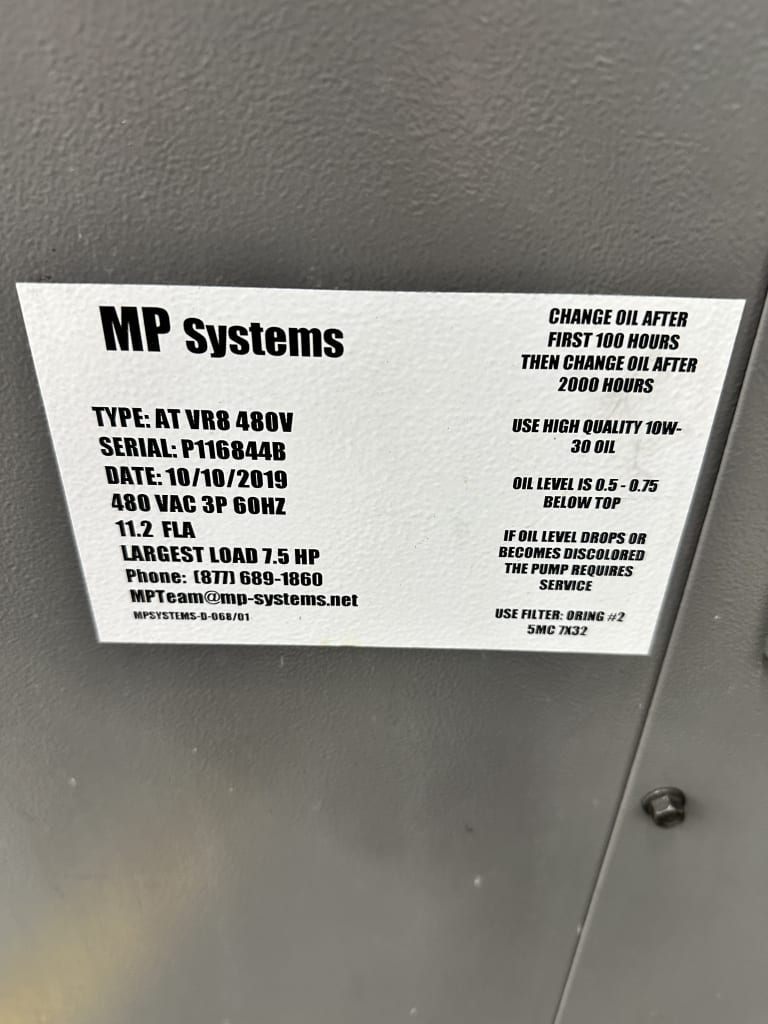 MP Systems
TYPE: AT VR8 480V
SERIAL: P116844B
DATE: 10/10/2019
480 VAC 3P 60HZ
11.2 FLA
LARGEST LOAD 7.5 HP
Phone: (877) 689-1860
MPTeam@mp-systems.net
MPSYSTEMS-D-068/01
CHANGE OIL AFTER
FIRST 100 HOURS
THEN CHANGE OIL AFTER
2000 HOURS
USE HIGH QUALITY 10W-
30 OIL
OIL LEVEL IS 0.5 - 0.75
BELOW TOP
IF OIL LEVEL DROPS OR
BECOMES DISCOLORED
THE PUMP REQUIRES
SERVICE
USE FILTER: ORING #2
5MC 7X32